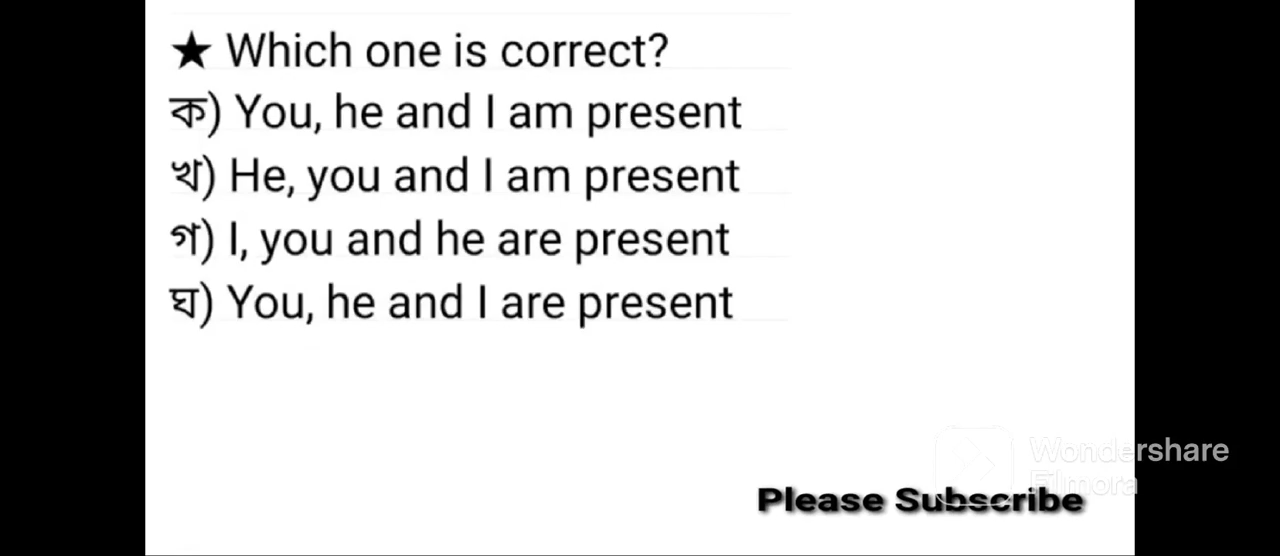 ★ Which one is correct?
ক) You, he and I am present
খ) He, you and I am present
গ) I, you and he are present
ঘ) You, he and I are present
Wondershare
Filmora
Please Subscribe